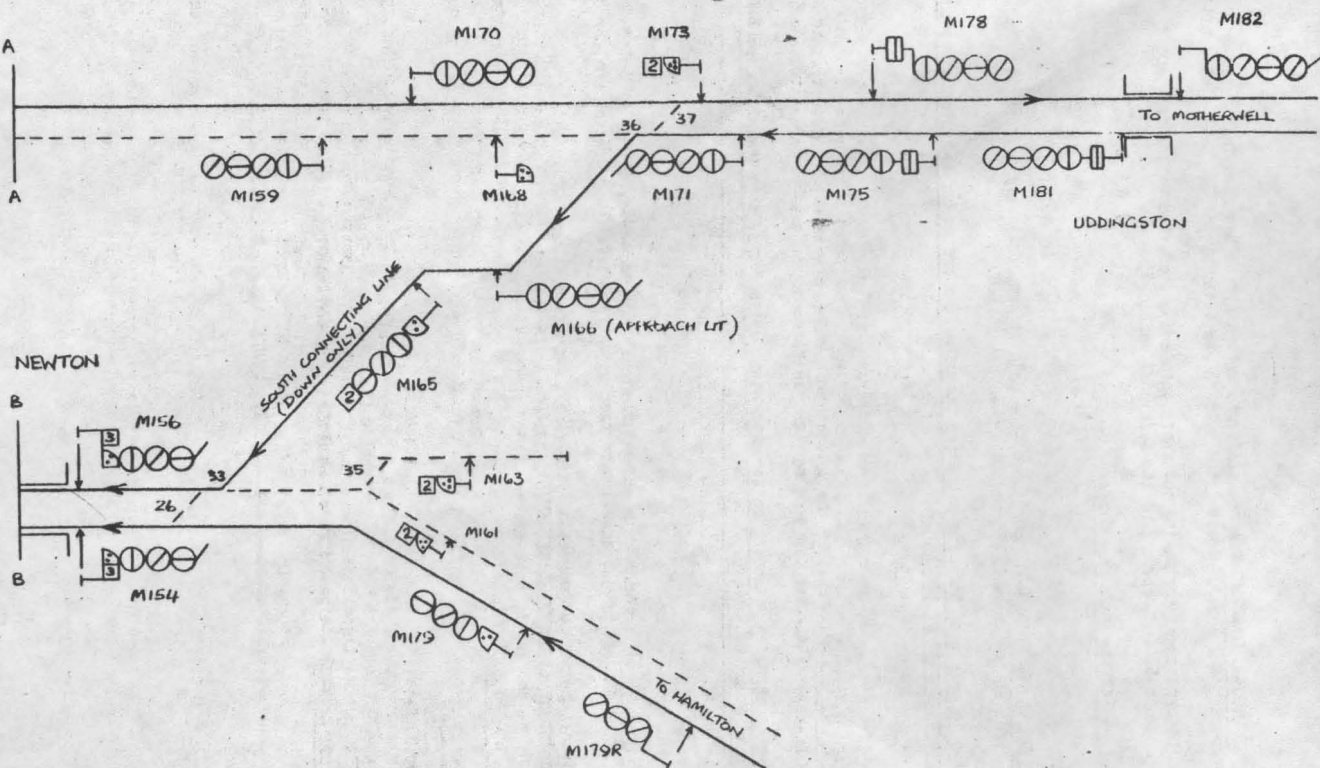 M170
M173
M178
M182
A
2
4
37
36
TO MOTHERWELL
M159
M168
M171
M175
M181
A
UDDINGSTON
M166 (APPROACH LIT)
SOUTH CONNECTING LINE
(DOWN ONLY)
2
M165
NEWTON
B
M156
3
33
35
2
M163
26
2
M161
3
B
M154
M179
TO HAMILTON
M179R